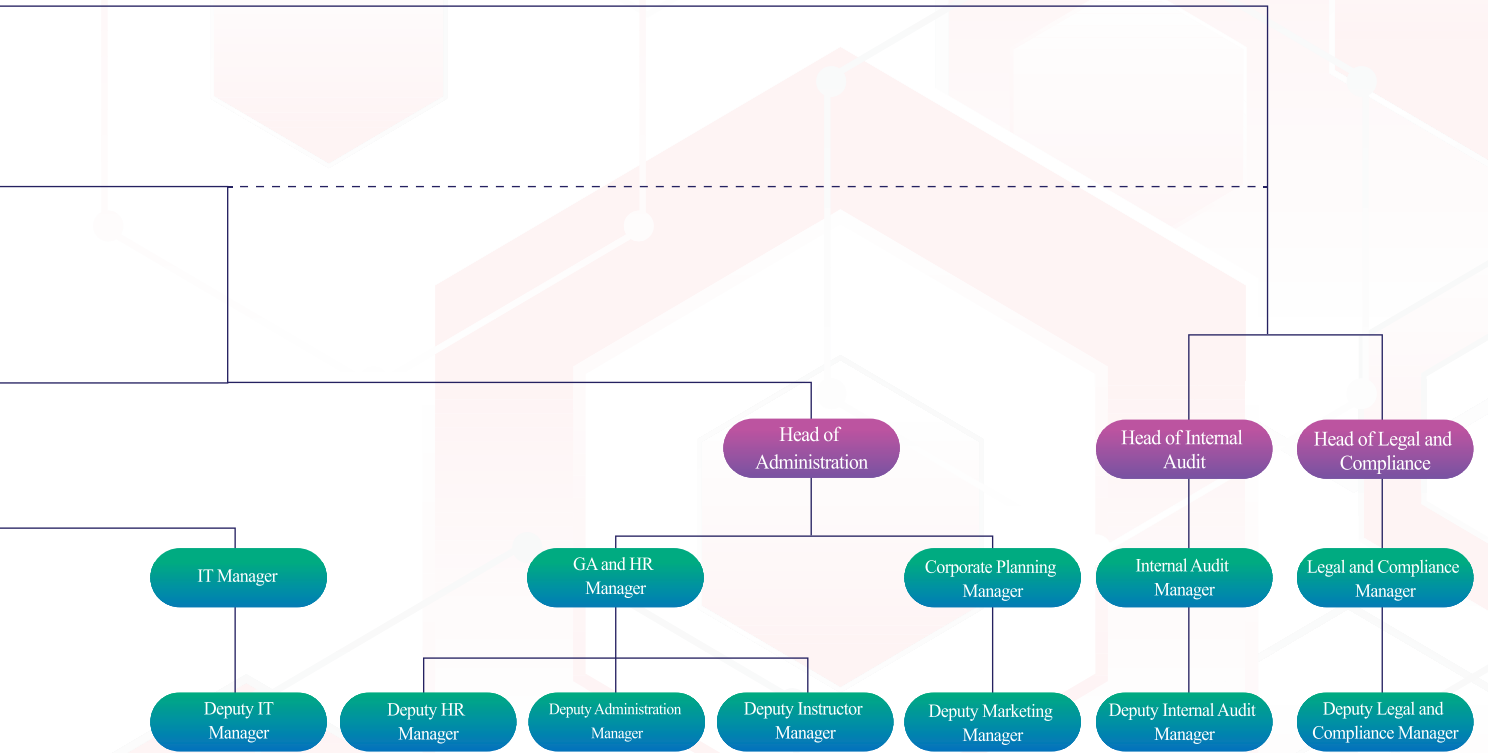 Head of
Administration
Head of Internal
Audit
Head of Legal and
Compliance
IT Manager
GA and HR
Manager
Corporate Planning
Manager
Internal Audit
Manager
Legal and Compliance
Manager
Deputy IT
Manager
Deputy HR
Manager
Deputy Administration
Manager
Deputy Instructor
Manager
Deputy Marketing
Manager
Deputy Internal Audit
Manager
Deputy Legal and
Compliance Manager